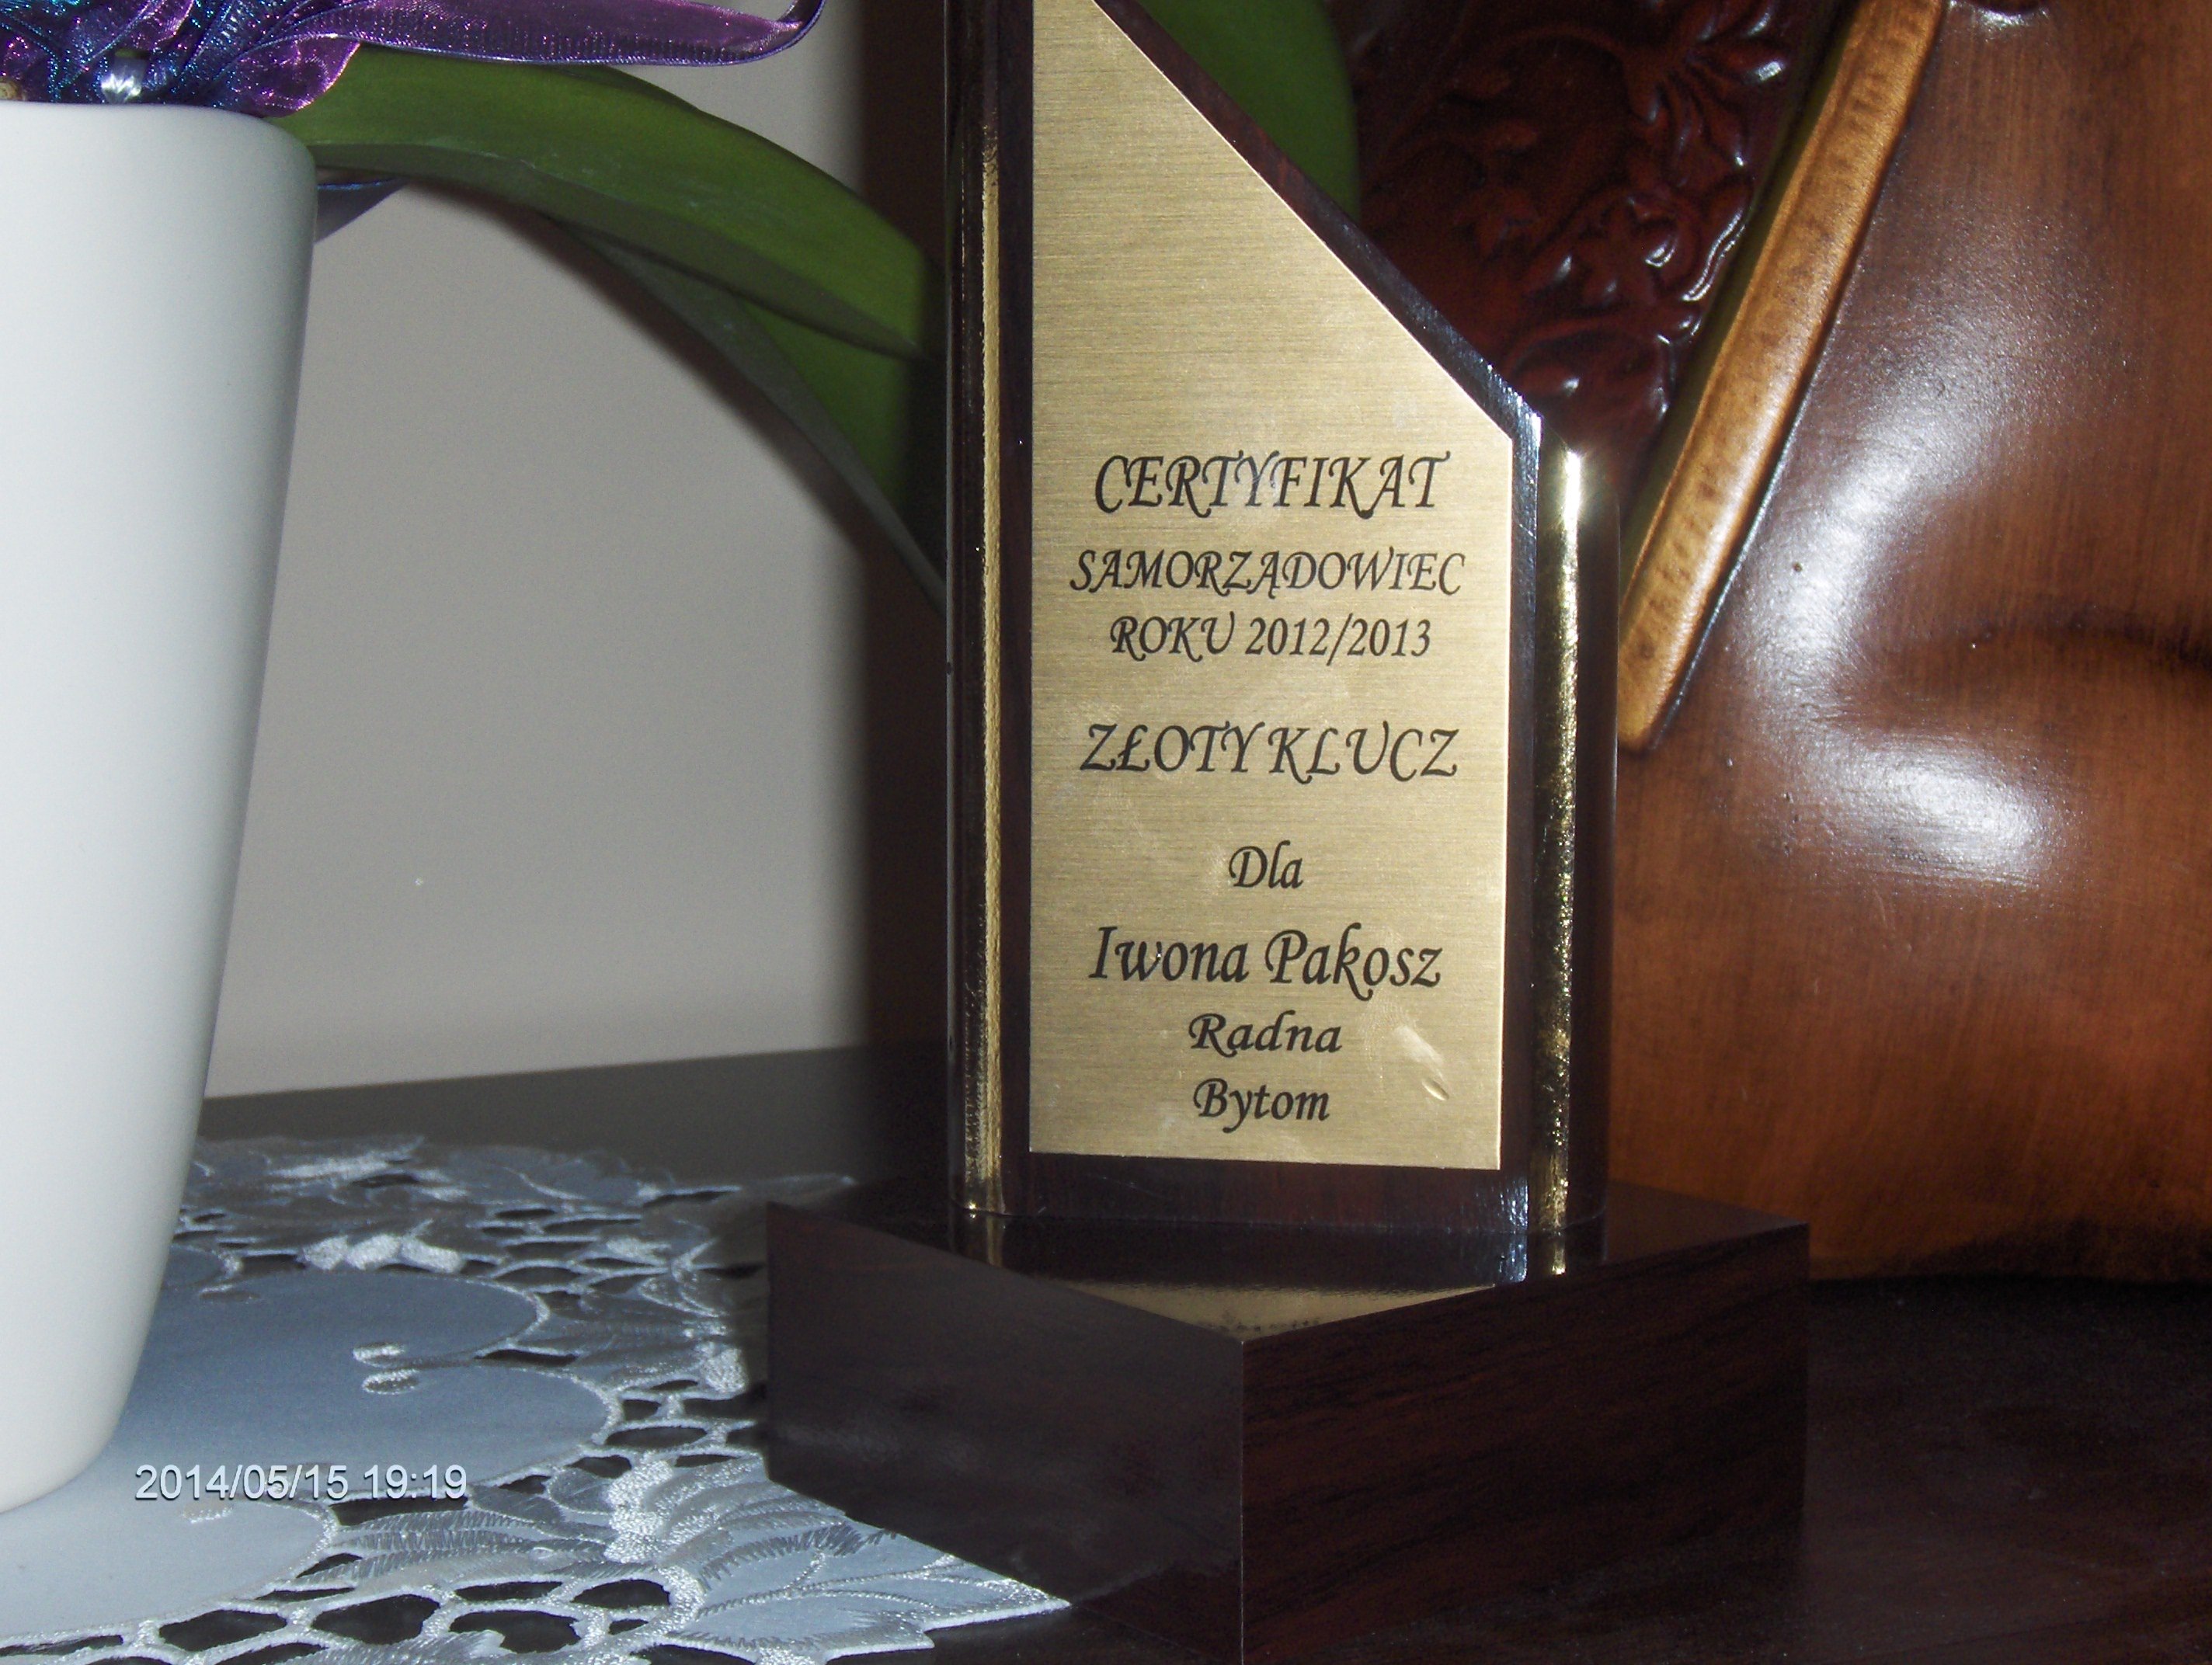 CERTYFIKAT
SAMORZĄDOWIEC
ROKU 2012/2013
ZŁOTY KLUCZ
Dla
Iwona Pakosz
Radna
Bytom
2014/05/15 19:19